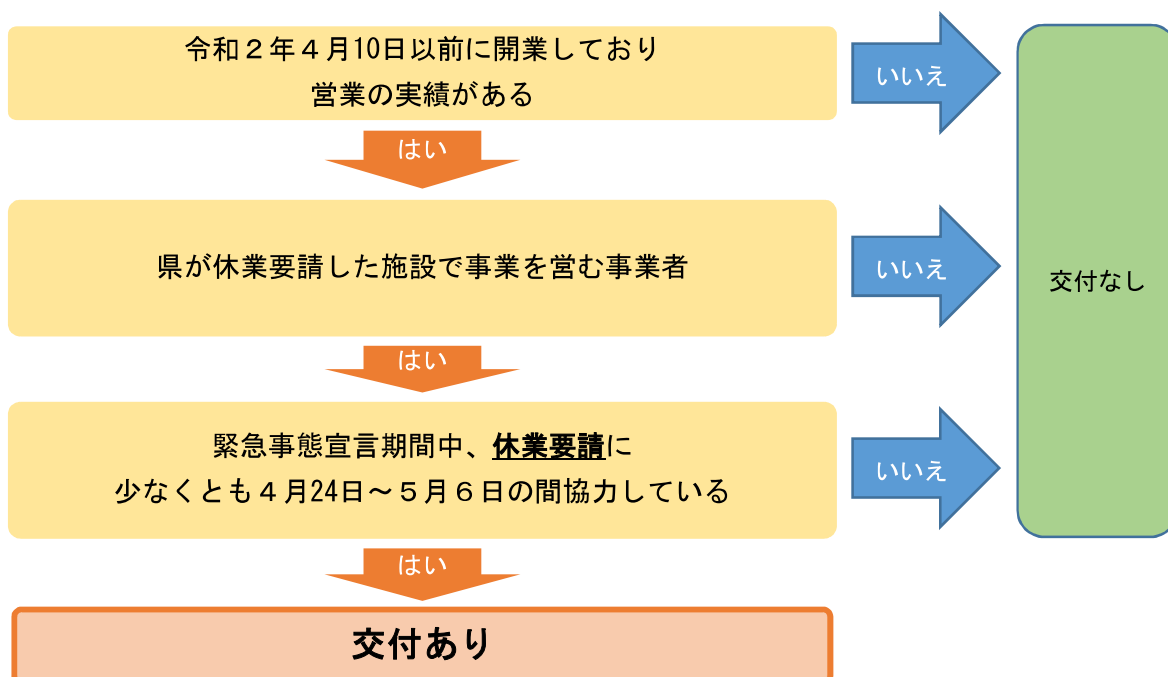 令和２年４月10日以前に開業しており
営業の実績がある
いいえ
はい
県が休業要請した施設で事業を営む事業者
いいえ
交付なし
はい
緊急事態宣言期間中、休業要請に
少なくとも４月24日～５月６日の間協力している
いいえ
はい
交付あり